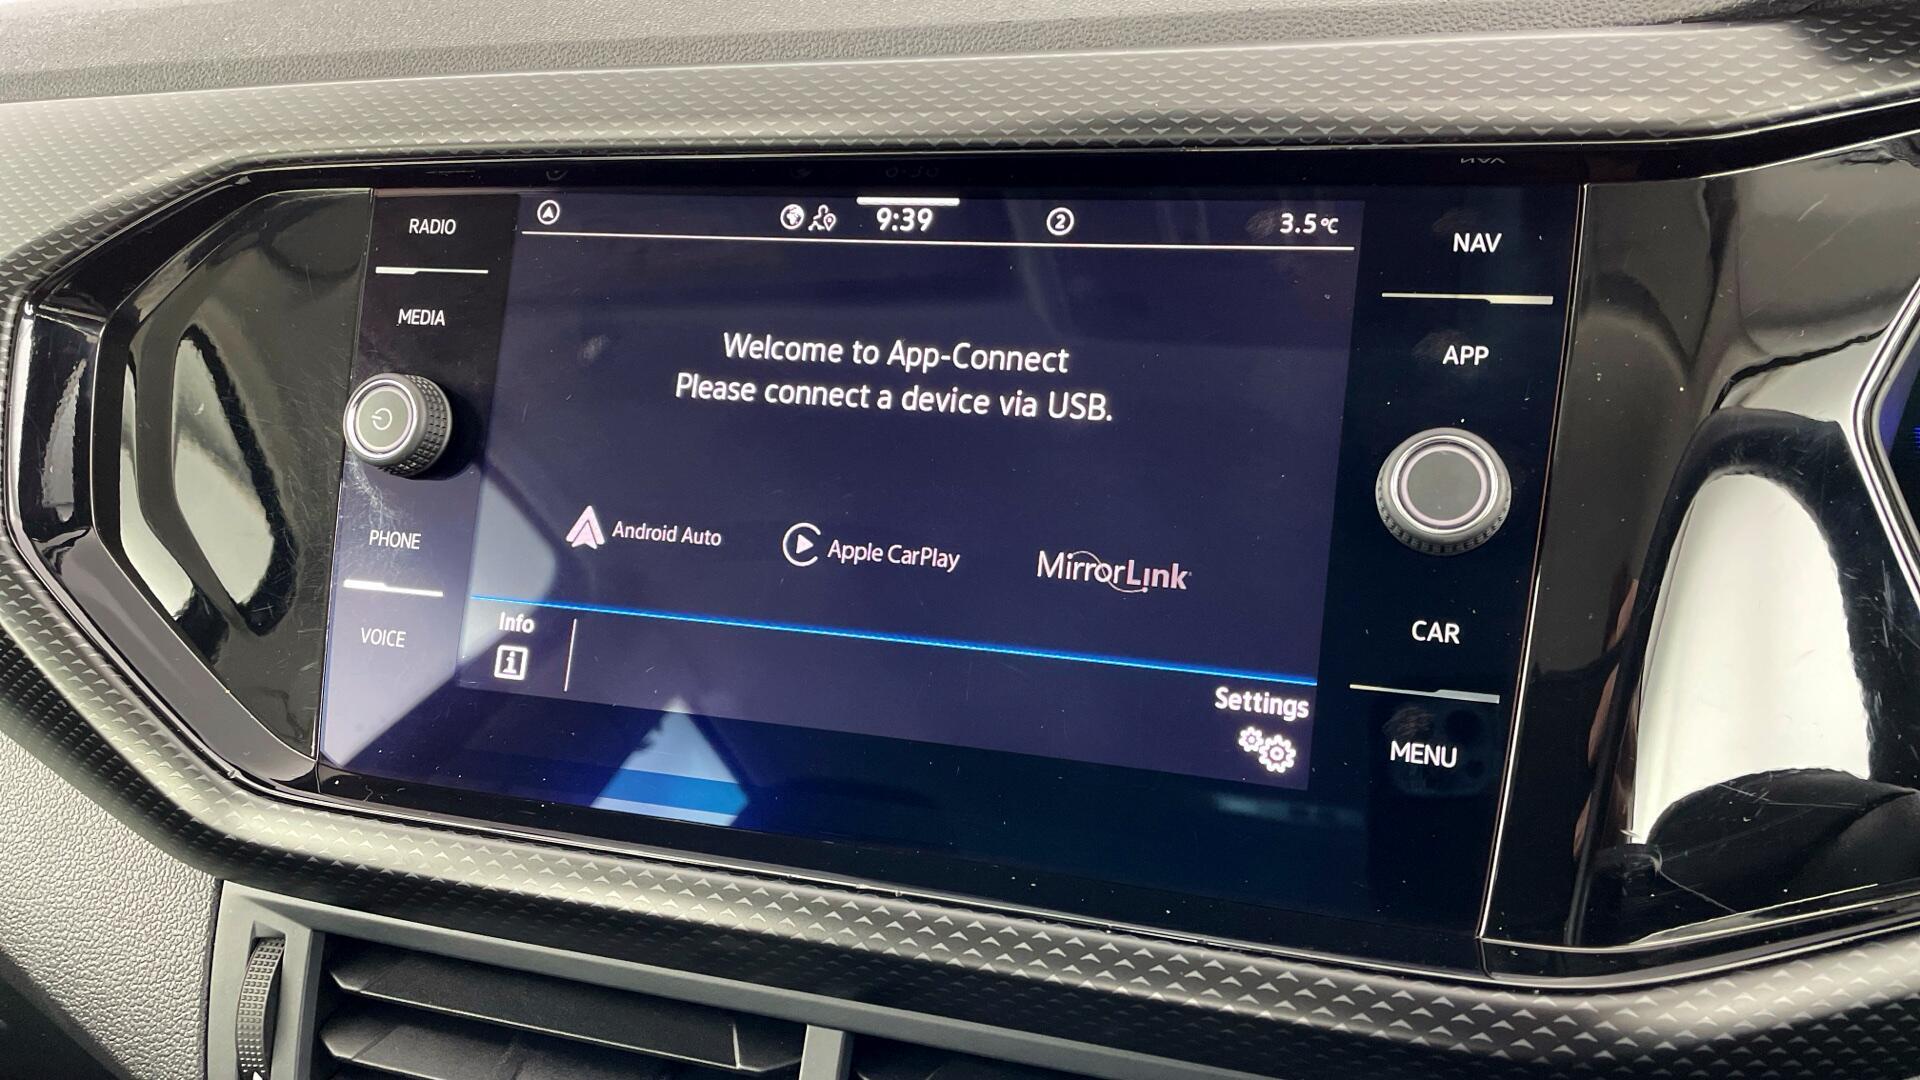 RADIO
MEDIA
PHONE
VOICE
9:39
2
3.5°C
Welcome to App-Connect
Please connect a device via USB.
Android Auto
Apple CarPlay
MirrorLink
Info
i
Settings
NAV
APP
CAR
MENU